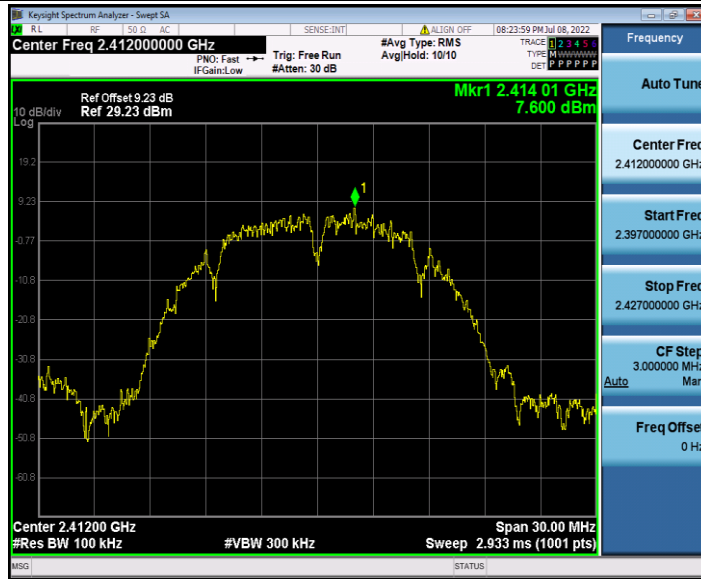 Keysight Spectrum Analyzer - Swept SA
RL RF 50 Ω AC SENSE:INT ALIGN OFF 08:23:59 PM Jul 08, 2022
Center Freq 2.412000000 GHz
PNO: Fast
IFGain:Low
Trig: Free Run
#Atten: 30 dB
#Avg Type: RMS
Avg|Hold: 10/10
TRACE 1 2 3 4 5 6
TYPE M W W W W W
DET P P P P P P
Frequency
Ref Offset 9.23 dB
10 dB/div Ref 29.23 dBm
Log
Mkr1 2.414 01 GHz
7.600 dBm
1
19.2
9.23
-0.77
-10.8
-20.8
-30.8
-40.8
-50.8
-60.8
Center 2.41200 GHz Span 30.00 MHz
#Res BW 100 kHz #VBW 300 kHz Sweep 2.933 ms (1001 pts)
Auto Tune
Center Freq
2.412000000 GHz
Start Freq
2.397000000 GHz
Stop Freq
2.427000000 GHz
CF Step
3.000000 MHz
Auto Man
Freq Offset
0 Hz
MSG STATUS